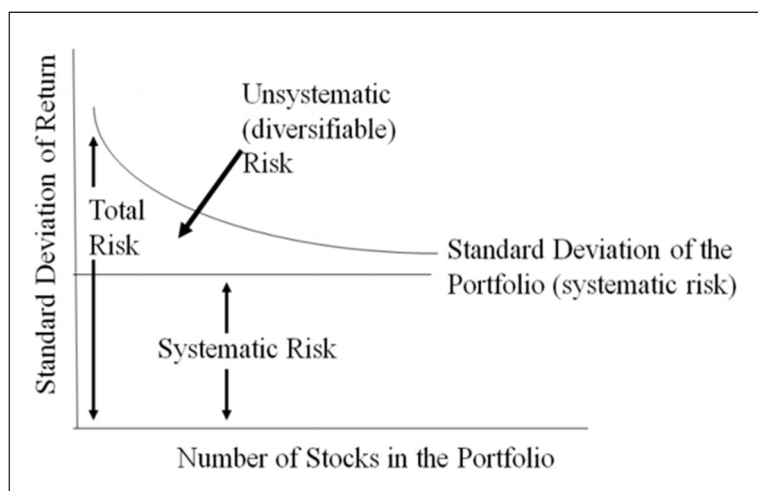 Standard Deviation of Return
Unsystematic
(diversifiable)
Risk
Total
Risk
Standard Deviation of the
Portfolio (systematic risk)
Systematic Risk
Number of Stocks in the Portfolio